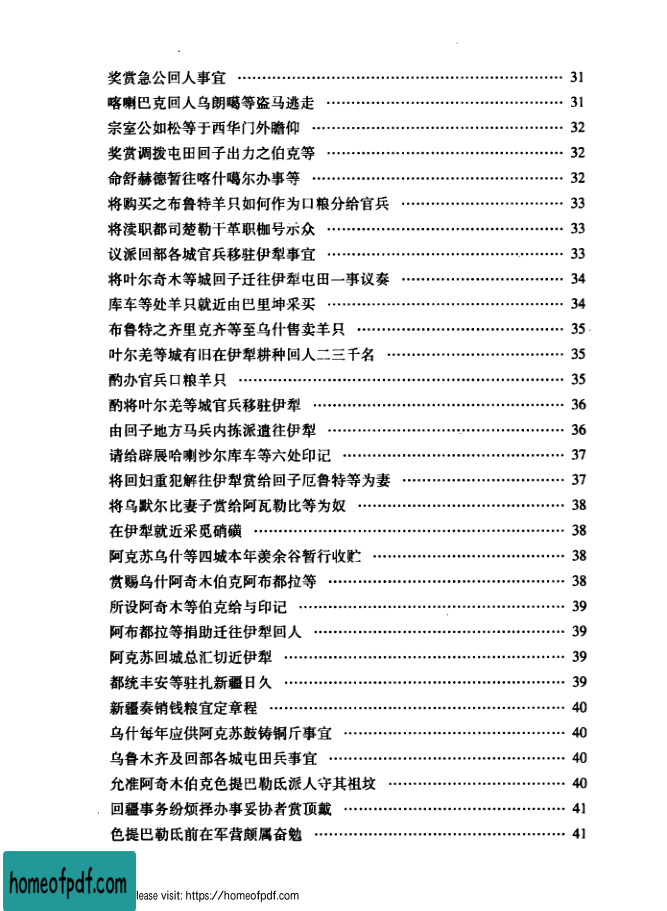 奖赏急公回人事宜 …… 31
喀喇巴克回人乌朗噶等盗马逃走 …… 31
宗室公如松等于西华门外瞻仰 …… 32
奖赏调拨屯田回子出力之伯克等 …… 32
命舒赫德暂往喀什噶尔办事等 …… 32
将购买之布鲁特羊只如何作为口粮分给官兵 …… 33
将渎职都司楚勒干革职枷号示众 …… 33
议派回部各城官兵移驻伊犁事宜 …… 33
将叶尔奇木等城回子迁往伊犁屯田一事议奏 …… 34
库车等处羊只就近由巴里坤采买 …… 34
布鲁特之齐里克齐等至乌什售卖羊只 …… 35
叶尔羌等城有旧在伊犁耕种回人二三千名 …… 35
酌办官兵口粮羊只 …… 35
酌将叶尔羌等城官兵移驻伊犁 …… 36
由回子地方马兵内拣派遣往伊犁 …… 36
请给辟展哈喇沙尔库车等六处印记 …… 37
将回妇重犯解往伊犁赏给回子厄鲁特等为妻 …… 37
将乌默尔比妻子赏给阿瓦勒比等为奴 …… 38
在伊犁就近采觅硝磺 …… 38
阿克苏乌什等四城本年羡余谷暂行收贮 …… 38
赏赐乌什阿奇木伯克阿布都拉等 …… 38
所设阿奇木等伯克给与印记 …… 39
阿布都拉等捐助迁往伊犁回人 …… 39
阿克苏回城总汇切近伊犁 …… 39
都统丰安等驻扎新疆日久 …… 39
新疆奏销钱粮宜定章程 …… 40
乌什每年应供阿克苏鼓铸铜斤事宜 …… 40
乌鲁木齐及回部各城屯田兵事宜 …… 40
允准阿奇木伯克色提巴勒氐派人守其祖坟 …… 40
回疆事务纷烦择办事妥协者赏顶戴 …… 41
色提巴勒氐前在军营颇属奋勉 …… 41
homeofpdf.com
lease visit: https://homeofpdf.com